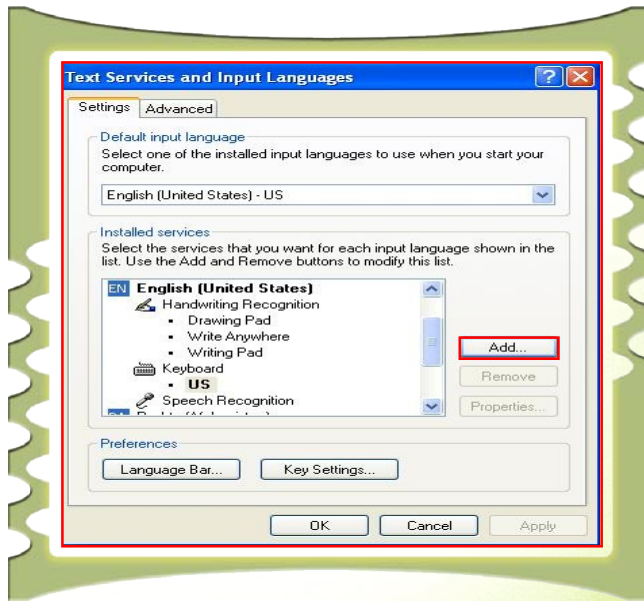 Text Services and Input Languages
Settings Advanced
Default input language
Select one of the installed input languages to use when you start your
computer.
English (United States) - US
Installed services
Select the services that you want for each input language shown in the
list. Use the Add and Remove buttons to modify this list.
EN English (United States)
Handwriting Recognition
• Drawing Pad
• Write Anywhere
• Writing Pad
Keyboard
• US
Speech Recognition
Add...
Remove
Properties...
Preferences
Language Bar... Key Settings...
OK Cancel Apply